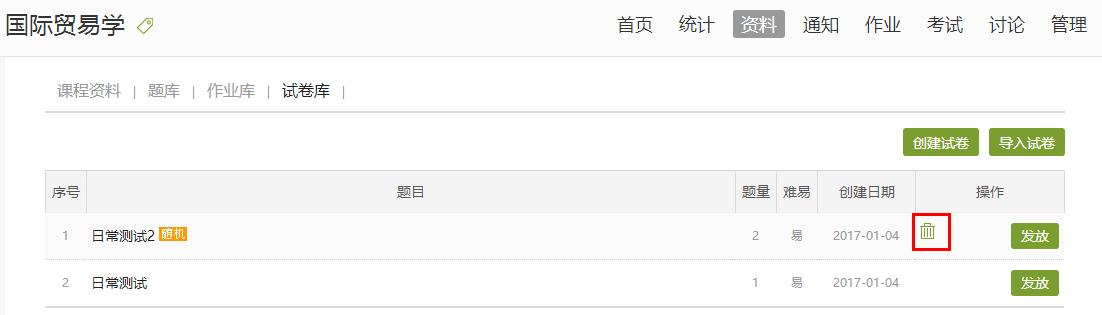 国际贸易学
首页 统计 资料 通知 作业 考试 讨论 管理
课程资料 | 题库 | 作业库 | 试卷库 |
创建试卷 导入试卷
序号 题目 题量 难易 创建日期 操作
1 日常测试2 随机 2 易 2017-01-04 发放
2 日常测试 1 易 2017-01-04 发放